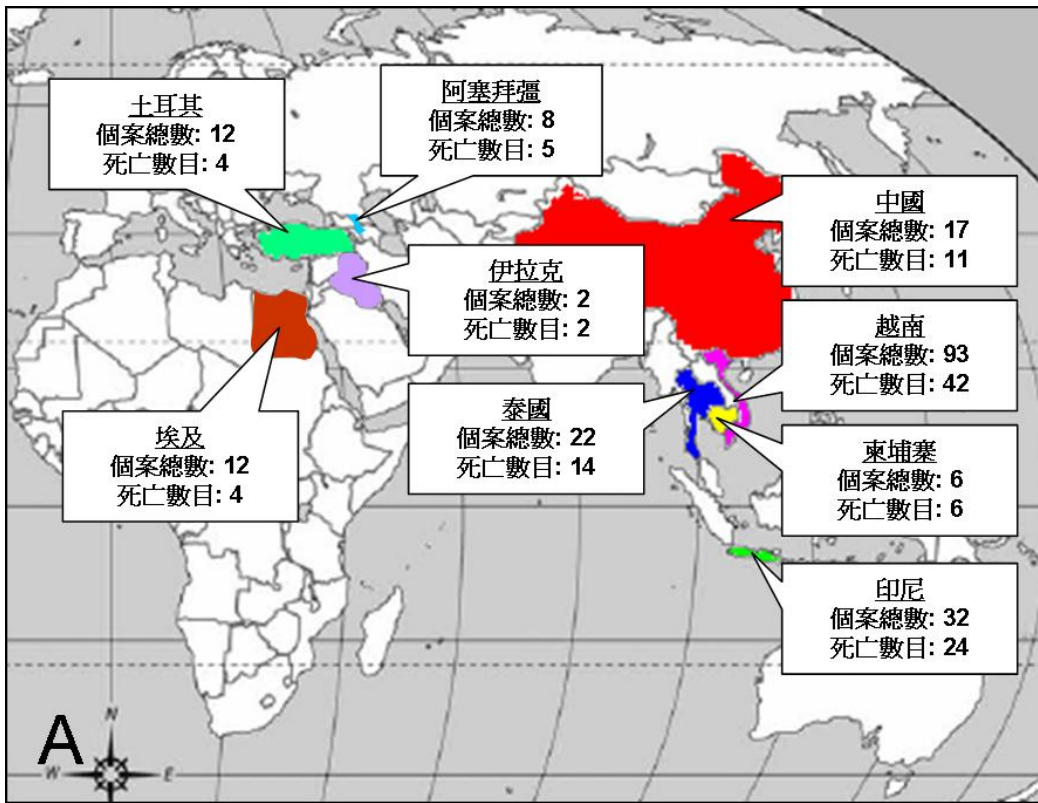 土耳其
個案總數: 12
死亡數目: 4
阿塞拜彊
個案總數: 8
死亡數目: 5
中國
個案總數: 17
死亡數目: 11
伊拉克
個案總數: 2
死亡數目: 2
越南
個案總數: 93
死亡數目: 42
泰國
個案總數: 22
死亡數目: 14
埃及
個案總數: 12
死亡數目: 4
柬埔塞
個案總數: 6
死亡數目: 6
印尼
個案總數: 32
死亡數目: 24
A
N
W
E